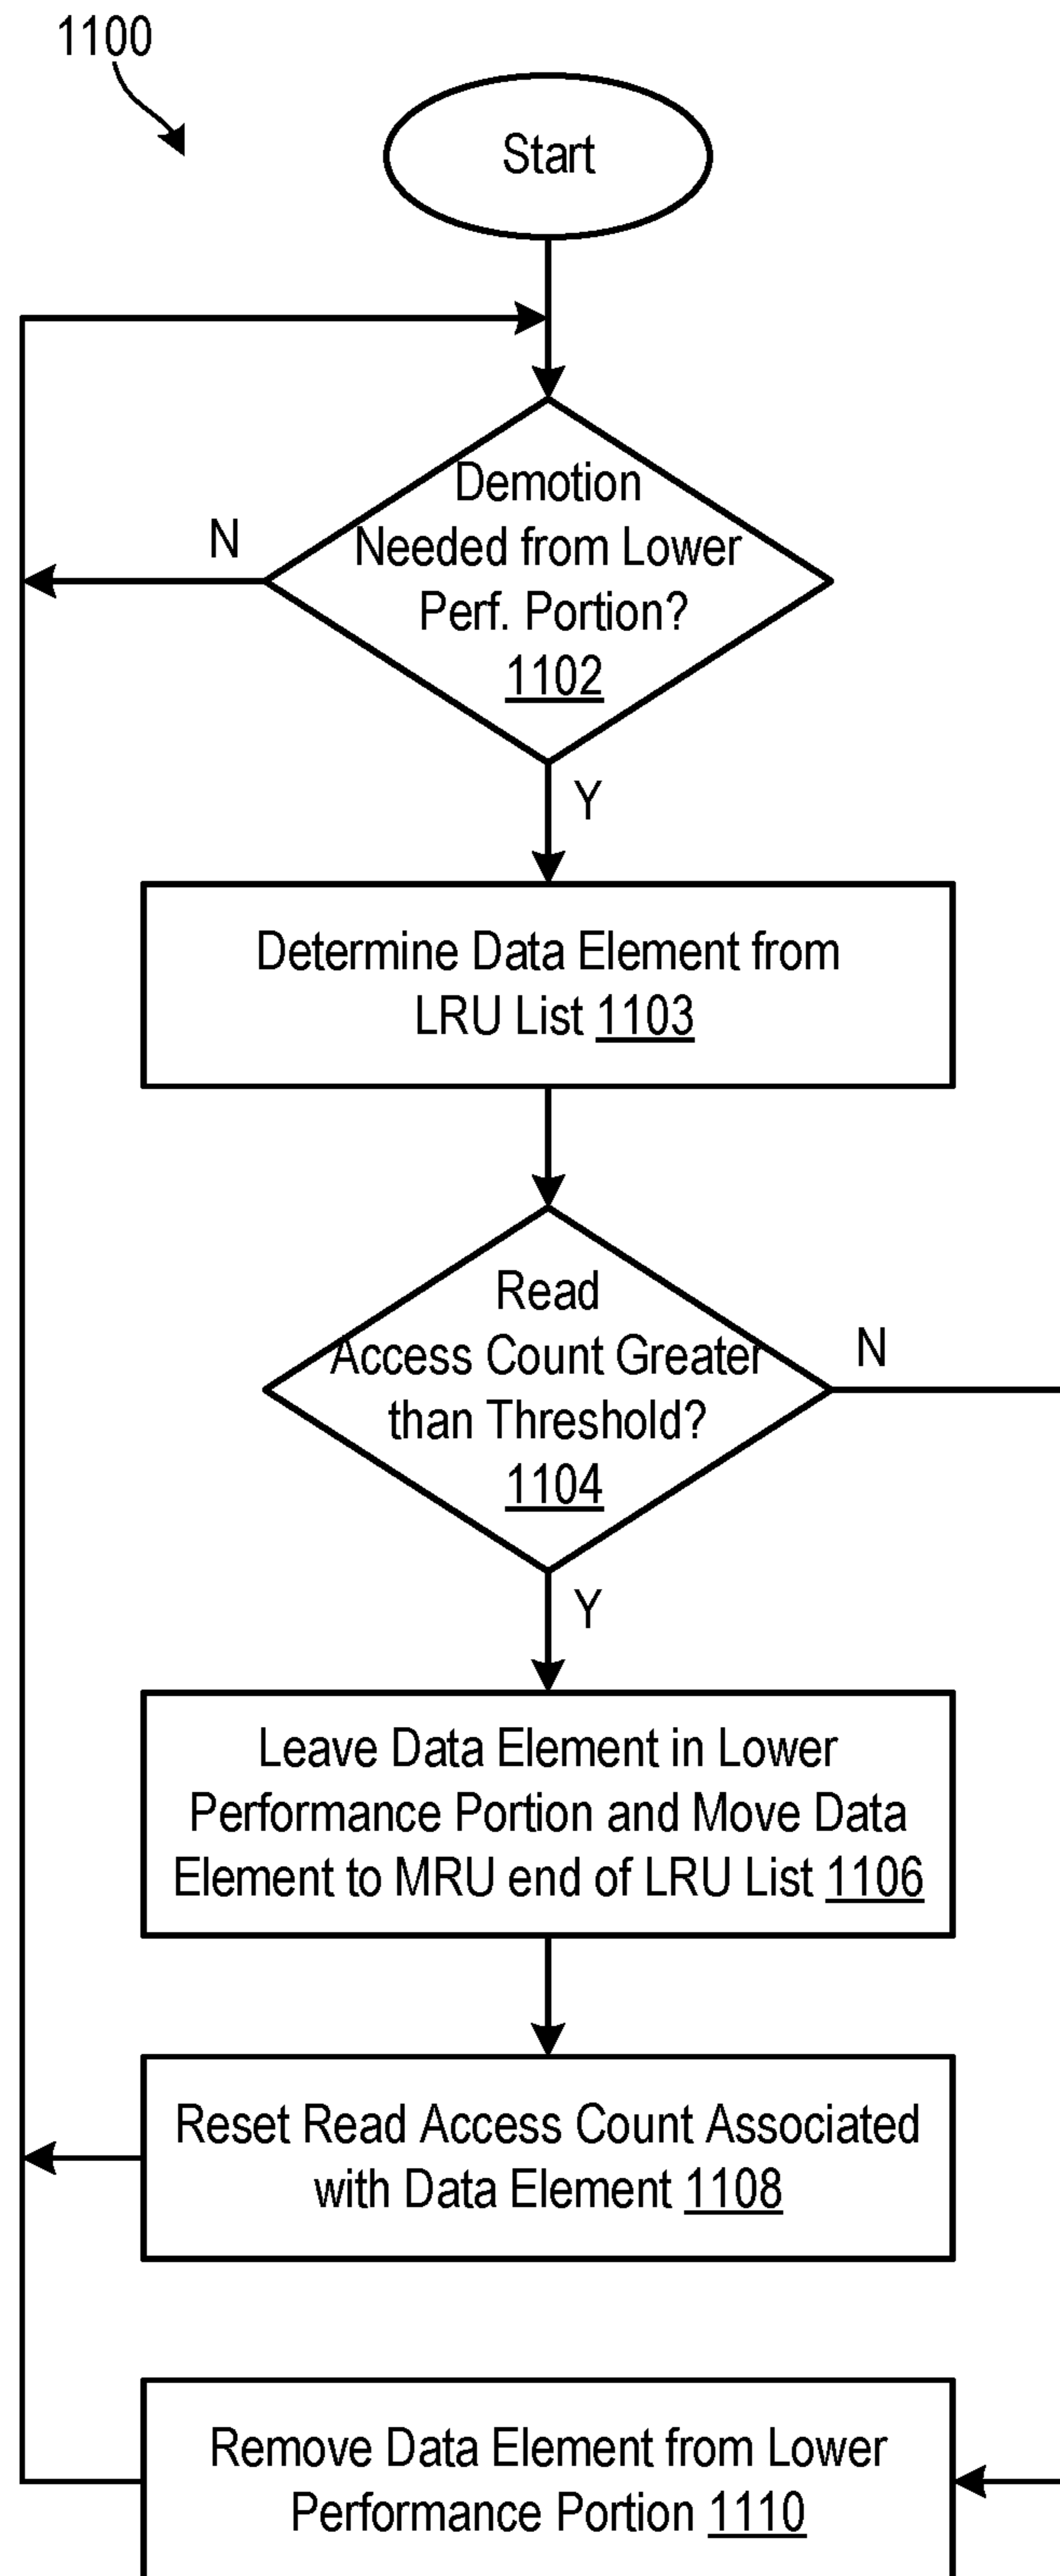 1100
Start
Demotion
Needed from Lower
Perf. Portion?
1102
N
Y
Determine Data Element from
LRU List 1103
Read
Access Count Greater
than Threshold?
1104
N
Y
Leave Data Element in Lower
Performance Portion and Move Data
Element to MRU end of LRU List 1106
Reset Read Access Count Associated
with Data Element 1108
Remove Data Element from Lower
Performance Portion 1110